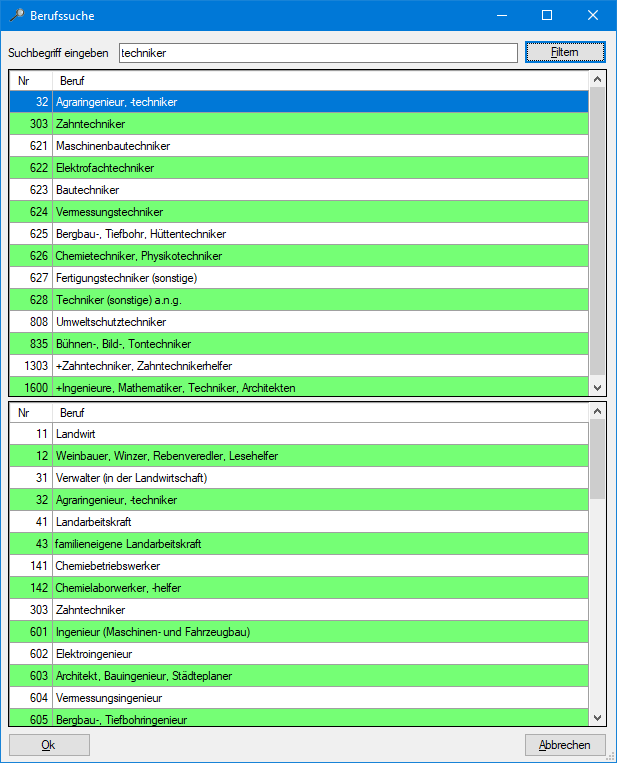 Berufssuche
Suchbegriff eingeben techniker Filtern
Nr Beruf
32 Agraringenieur, -techniker
303 Zahntechniker
621 Maschinenbautechniker
622 Elektrofachtechniker
623 Bautechniker
624 Vermessungstechniker
625 Bergbau-, Tiefbohr, Hüttentechniker
626 Chemietechniker, Physikotechniker
627 Fertigungstechniker (sonstige)
628 Techniker (sonstige) a.n.g.
808 Umweltschutztechniker
835 Bühnen-, Bild-, Tontechniker
1303 +Zahntechniker, Zahntechnikerhelfer
1600 +Ingenieure, Mathematiker, Techniker, Architekten
Nr Beruf
11 Landwirt
12 Weinbauer, Winzer, Rebenveredler, Lesehelfer
31 Verwalter (in der Landwirtschaft)
32 Agraringenieur, -techniker
41 Landarbeitskraft
43 familieneigene Landarbeitskraft
141 Chemiebetriebswerker
142 Chemielaborwerker, -helfer
303 Zahntechniker
601 Ingenieur (Maschinen- und Fahrzeugbau)
602 Elektroingenieur
603 Architekt, Bauingenieur, Städteplaner
604 Vermessungsingenieur
605 Bergbau-, Tiefbohringenieur
Ok Abbrechen